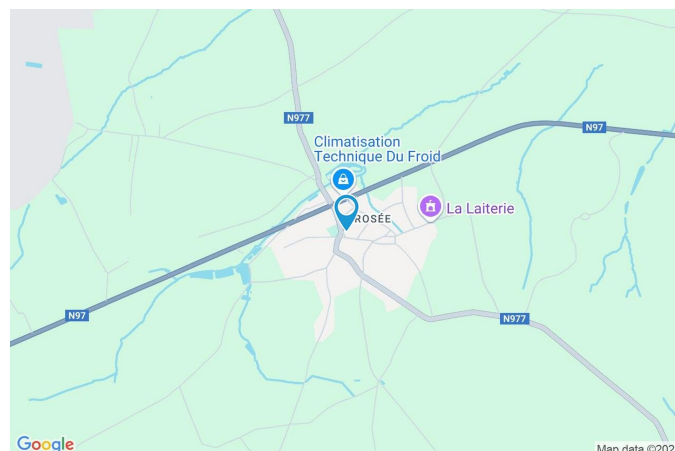 N977
N97
Climatisation
Technique Du Froid
La Laiterie
ROSÉE
N97
N977
Google
Map data ©202